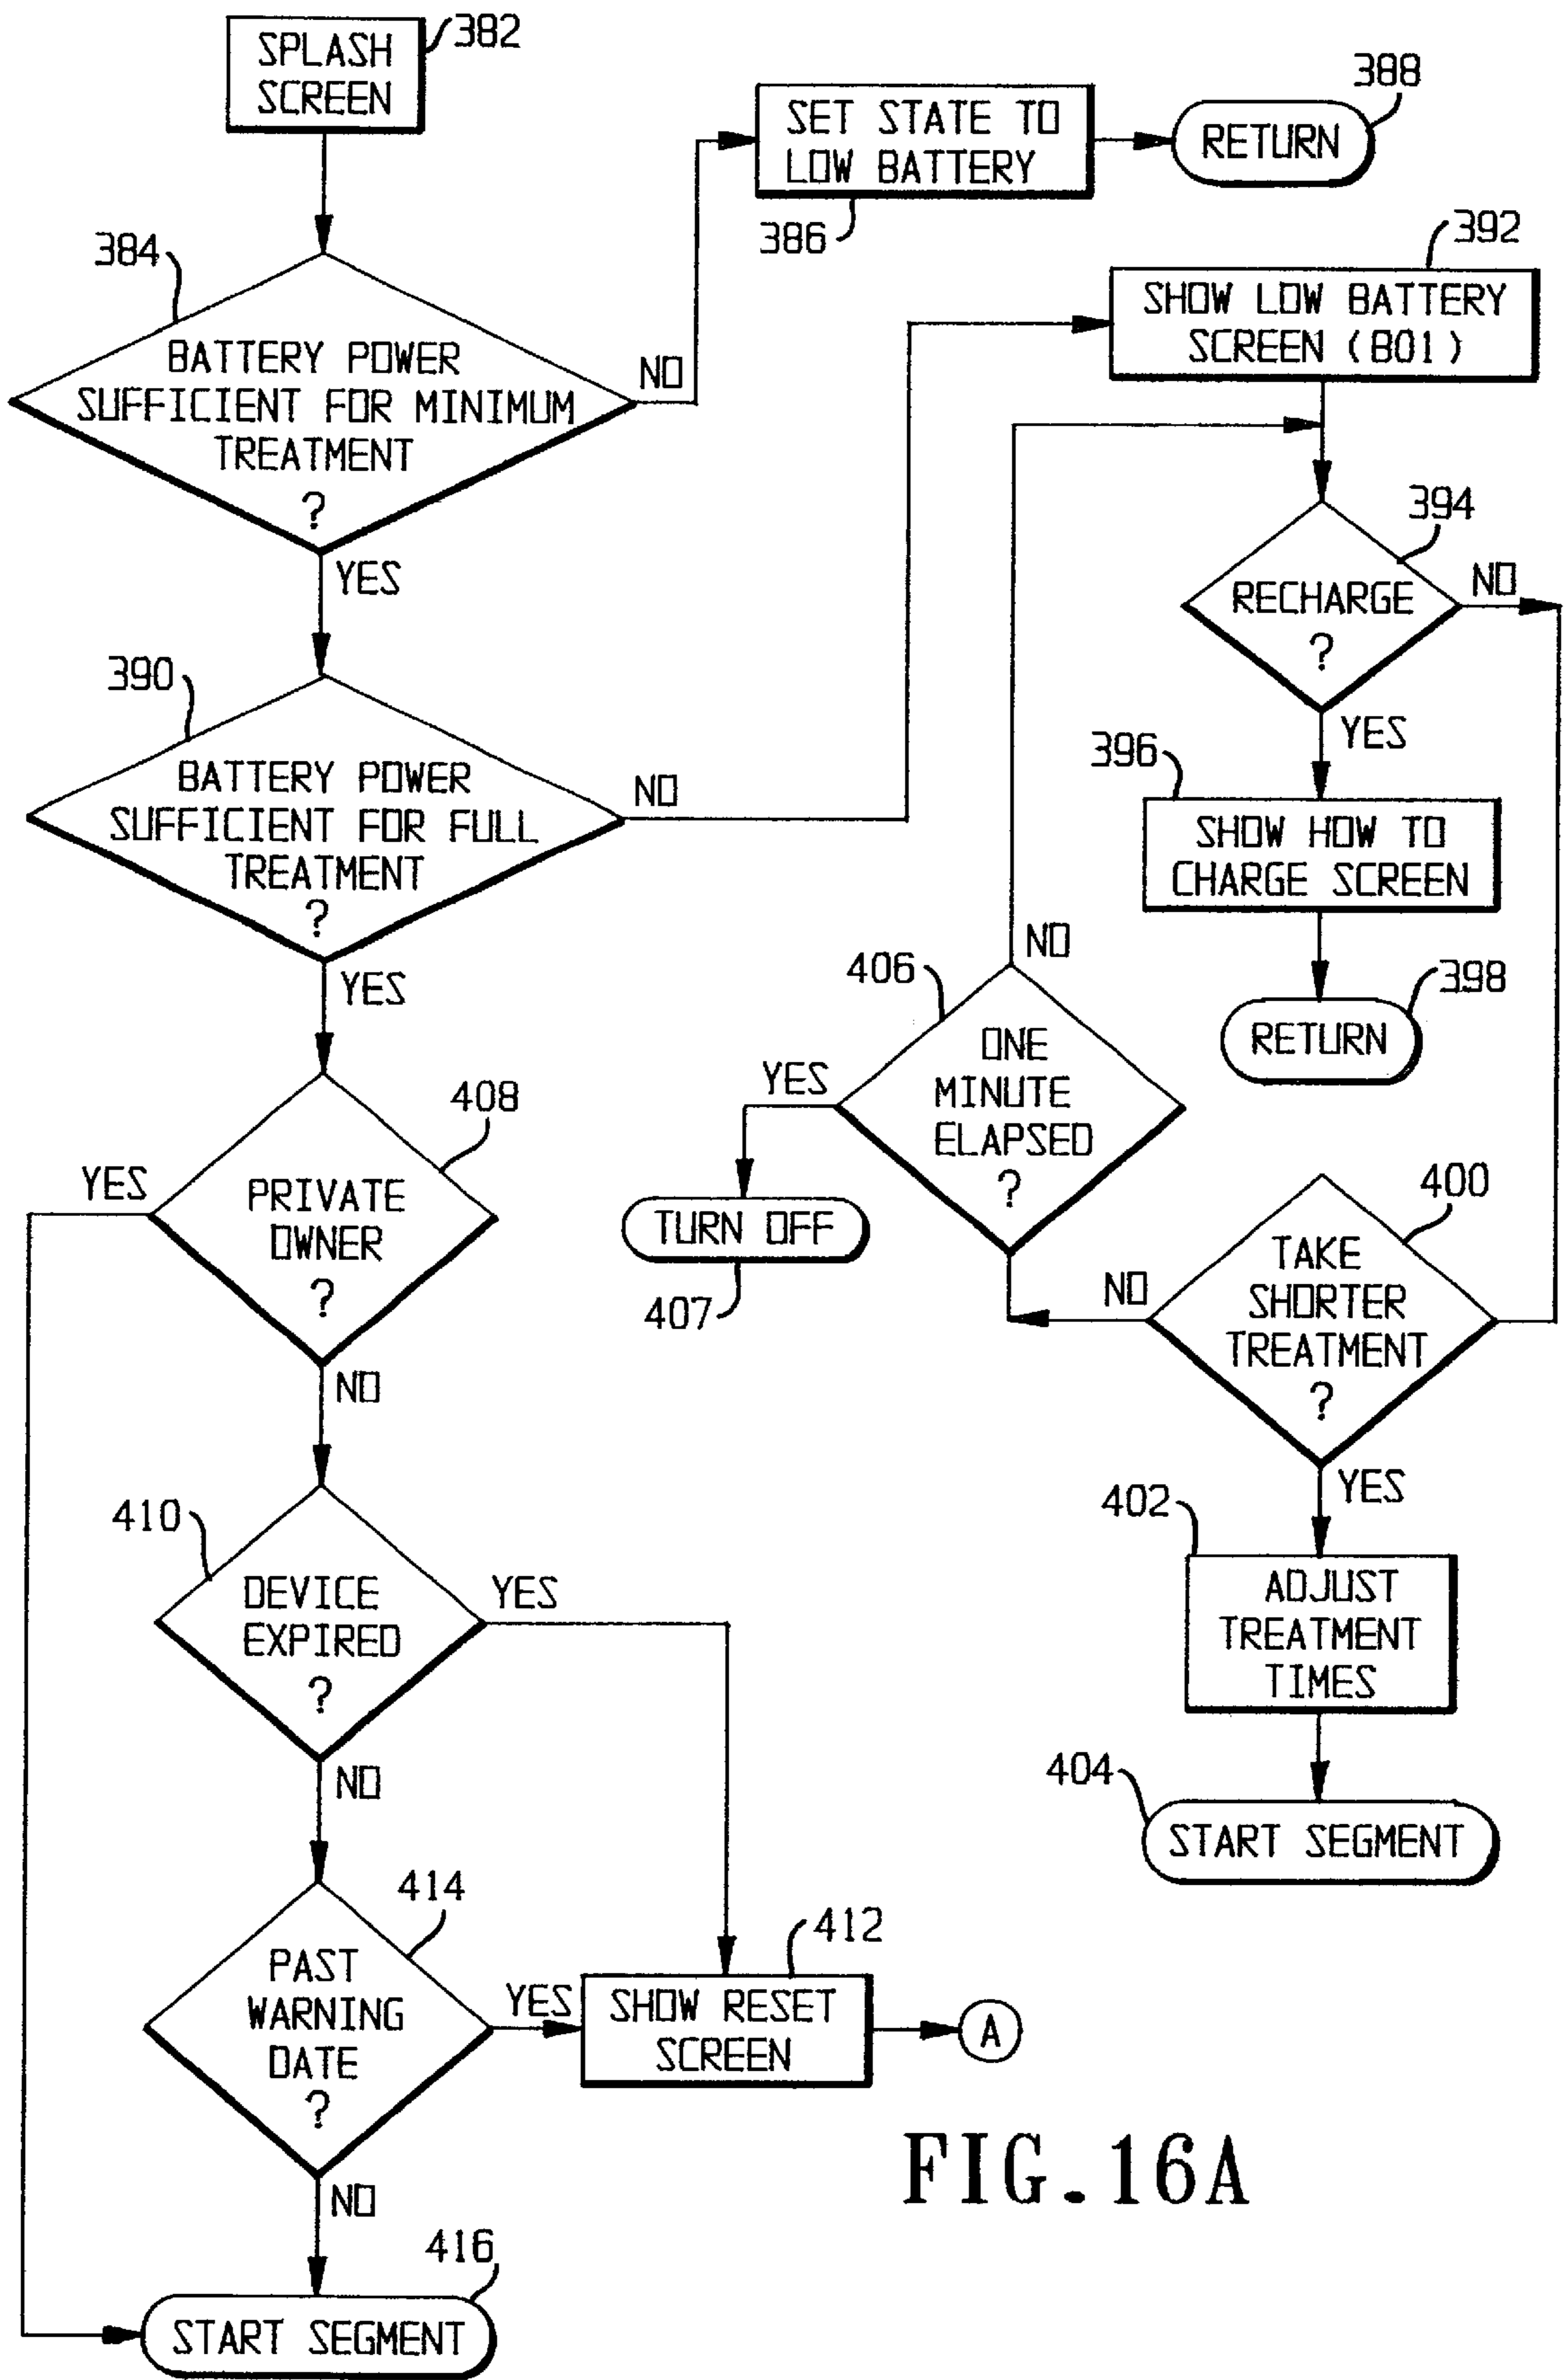 SPLASH
SCREEN
382
SET STATE TO
LOW BATTERY
386
RETURN
388
384
BATTERY POWER
SUFFICIENT FOR MINIMUM
TREATMENT
?
NO
YES
392
SHOW LOW BATTERY
SCREEN (B01)
394
RECHARGE
?
NO
YES
396
SHOW HOW TO
CHARGE SCREEN
398
RETURN
390
BATTERY POWER
SUFFICIENT FOR FULL
TREATMENT
?
NO
YES
406
NO
ONE
MINUTE
ELAPSED
?
YES
TURN OFF
407
400
TAKE
SHORTER
TREATMENT
?
NO
YES
402
ADJUST
TREATMENT
TIMES
404
START SEGMENT
408
YES
PRIVATE
OWNER
?
NO
410
DEVICE
EXPIRED
?
YES
NO
414
PAST
WARNING
DATE
?
YES
412
SHOW RESET
SCREEN
A
NO
416
START SEGMENT
FIG.16A